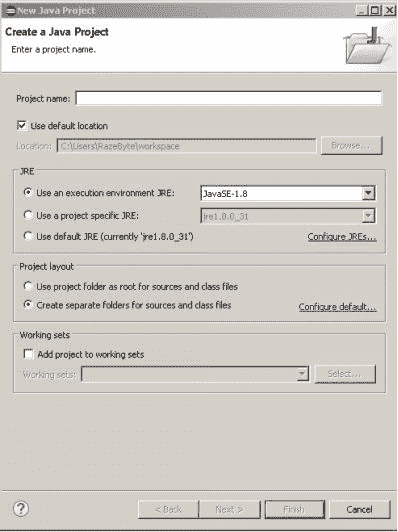 New Java Project
Create a Java Project
Enter a project name.
Project name:
Use default location
Location: C:\Users\RazeByte\workspace Browse...
JRE
Use an execution environment JRE: JavaSE-1.8
Use a project specific JRE: jre1.8.0_31
Use default JRE (currently 'jre1.8.0_31') Configure JREs...
Project layout
Use project folder as root for sources and class files
Create separate folders for sources and class files Configure default...
Working sets
Add project to working sets
Working sets: Select...
? < Back Next > Finish Cancel